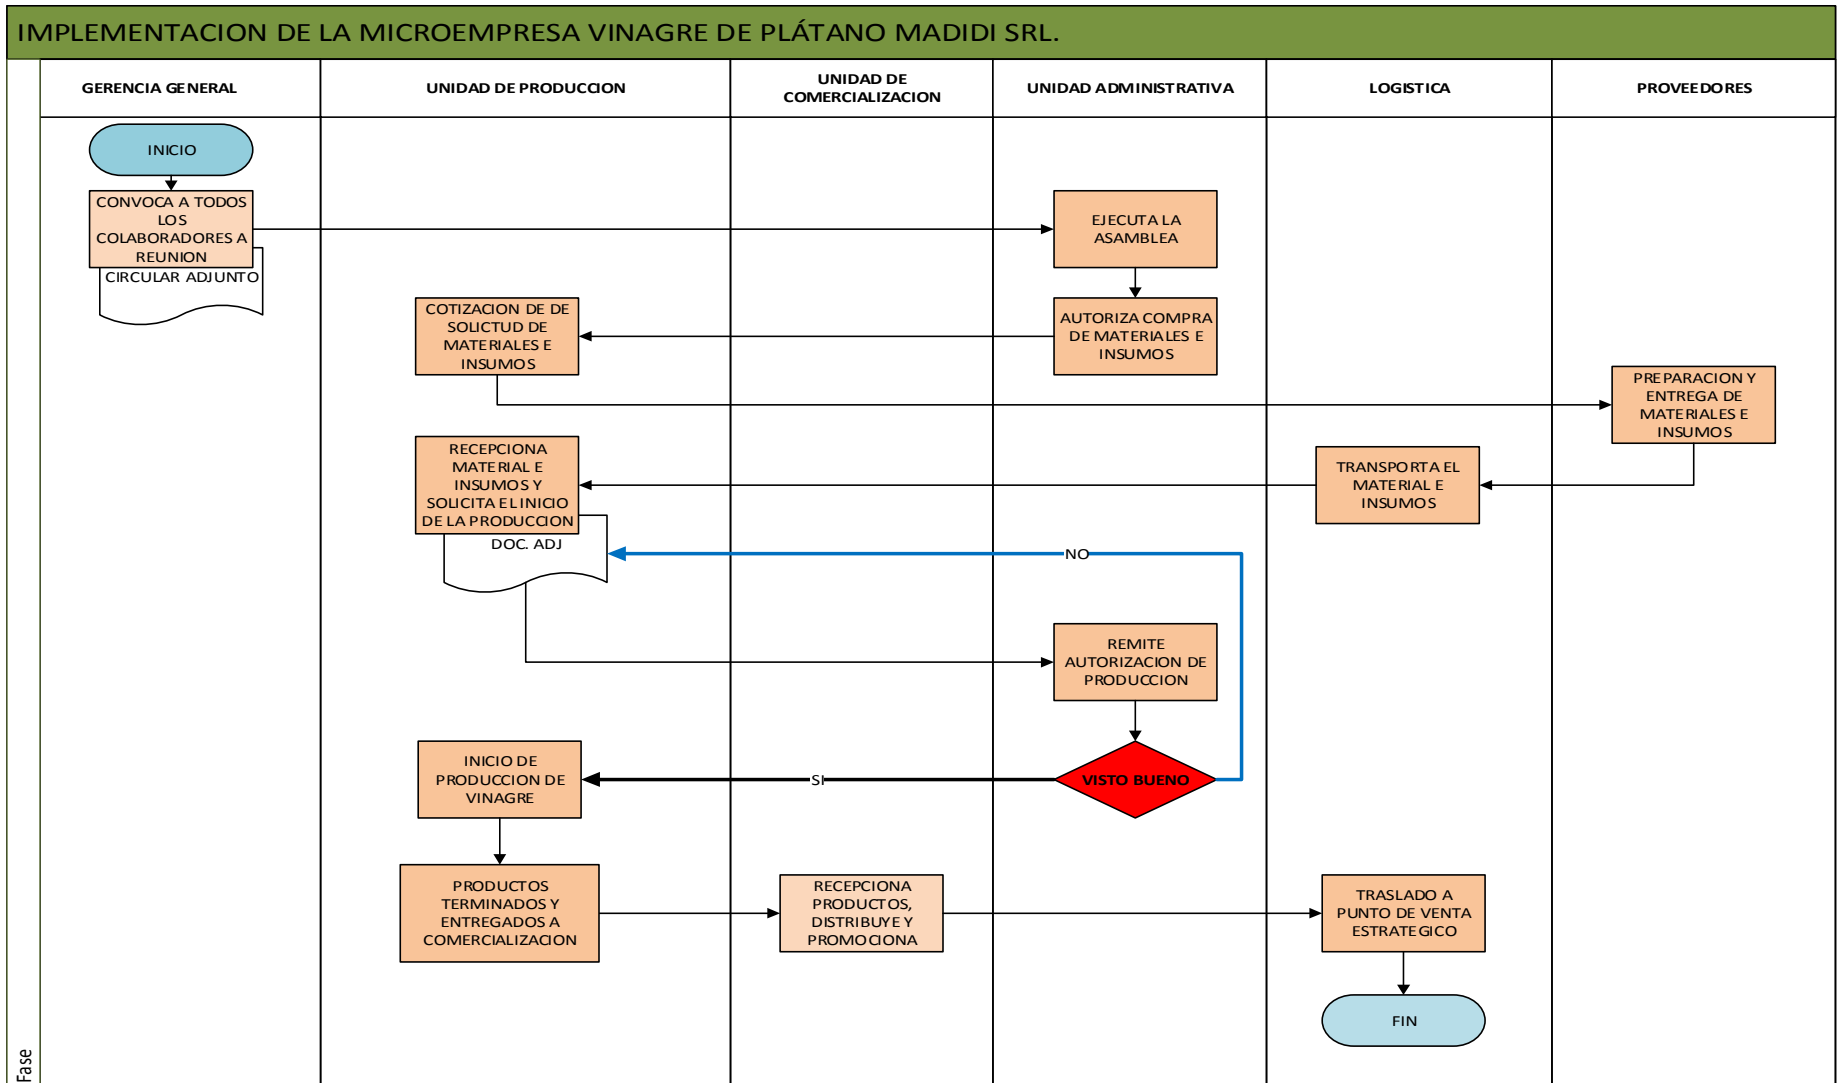 IMPLEMENTACION DE LA MICROEMPRESA VINAGRE DE PLÁTANO MADIDI SRL.
GERENCIA GENERAL
UNIDAD DE PRODUCCION
UNIDAD DE
COMERCIALIZACION
UNIDAD ADMINISTRATIVA
LOGISTICA
PROVEEDORES
INICIO
CONVOCA A TODOS
LOS
COLABORADORES A
REUNION
CIRCULAR ADJUNTO
EJECUTA LA
ASAMBLEA
COTIZACION DE DE
SOLICTUD DE
MATERIALES E
INSUMOS
AUTORIZA COMPRA
DE MATERIALES E
INSUMOS
PREPARACION Y
ENTREGA DE
MATERIALES E
INSUMOS
RECEPCIONA
MATERIAL E
INSUMOS Y
SOLICITA EL INICIO
DE LA PRODUCCION
DOC. ADJ
TRANSPORTA EL
MATERIAL E
INSUMOS
NO
REMITE
AUTORIZACION DE
PRODUCCION
INICIO DE
PRODUCCION DE
VINAGRE
SI
VISTO BUENO
PRODUCTOS
TERMINADOS Y
ENTREGADOS A
COMERCIALIZACION
RECEPCIONA
PRODUCTOS,
DISTRIBUYE Y
PROMOCIONA
TRASLADO A
PUNTO DE VENTA
ESTRATEGICO
FIN
Fase